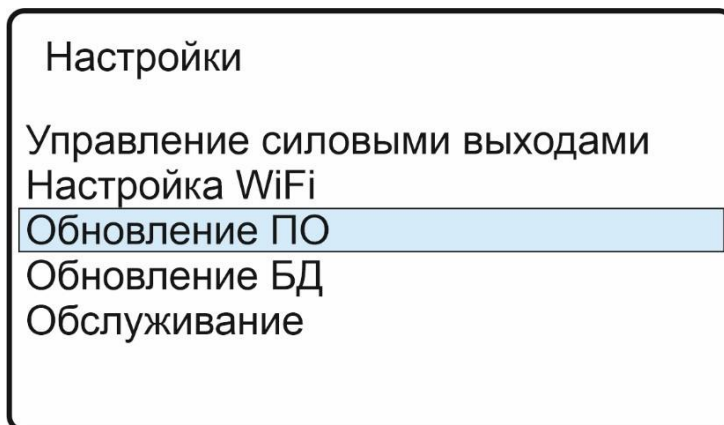 Настройки
Управление силовыми выходами
Настройка WiFi
Обновление ПО
Обновление БД
Обслуживание